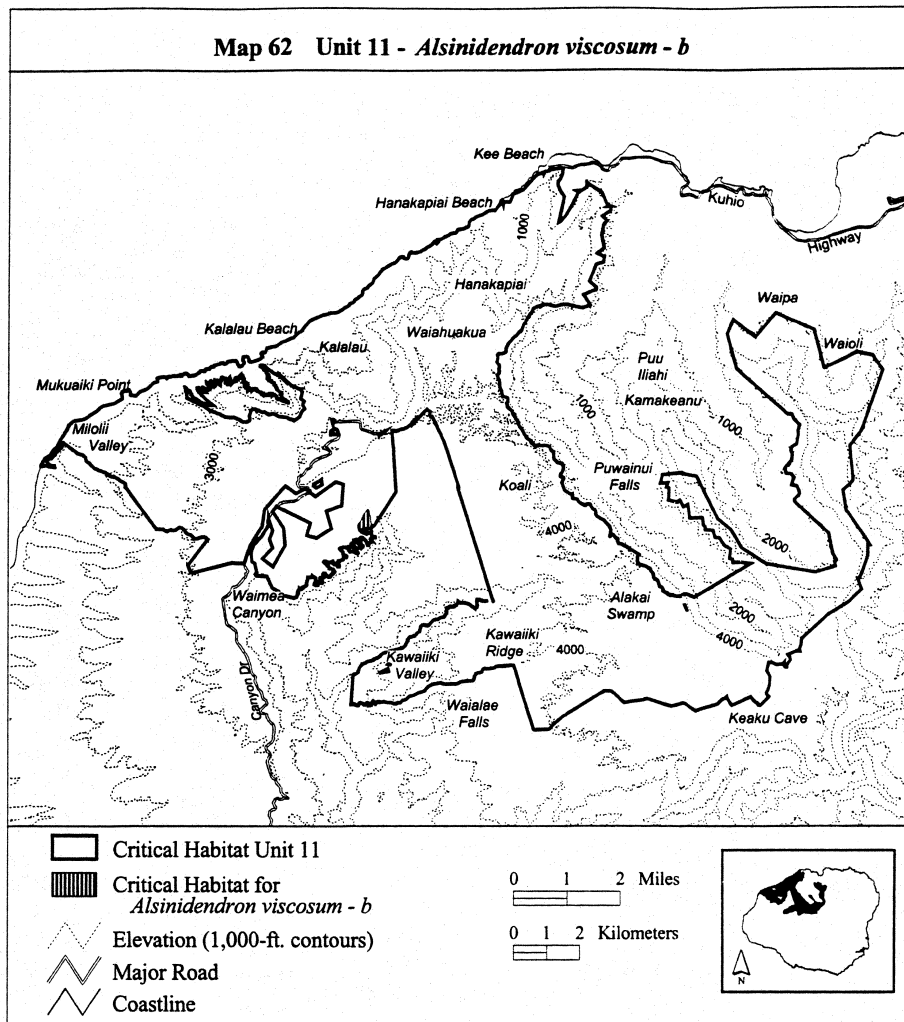 Map 62 Unit 11 - Alsinidendron viscosum - b
Kee Beach
Hanakapiai Beach
Kuhio
Highway
1000
Hanakapiai
Waipa
Kalalau Beach
Kalalau
Waiahuakua
Waioli
Mukuaiki Point
Puu
Iliahi
Kamakeanu
1000
1000
Milolii
Valley
3000
Puwainui
Falls
Koali
4000
2000
Waimea
Canyon
Alakai
Swamp
2000
4000
Kawaiiki
Ridge
4000
Kawaiiki
Valley
Canyon Dr
Waialae
Falls
Keaku Cave
Critical Habitat Unit 11
Critical Habitat for
Alsinidendron viscosum - b
Elevation (1,000-ft. contours)
Major Road
Coastline
0 1 2 Miles
0 1 2 Kilometers
N